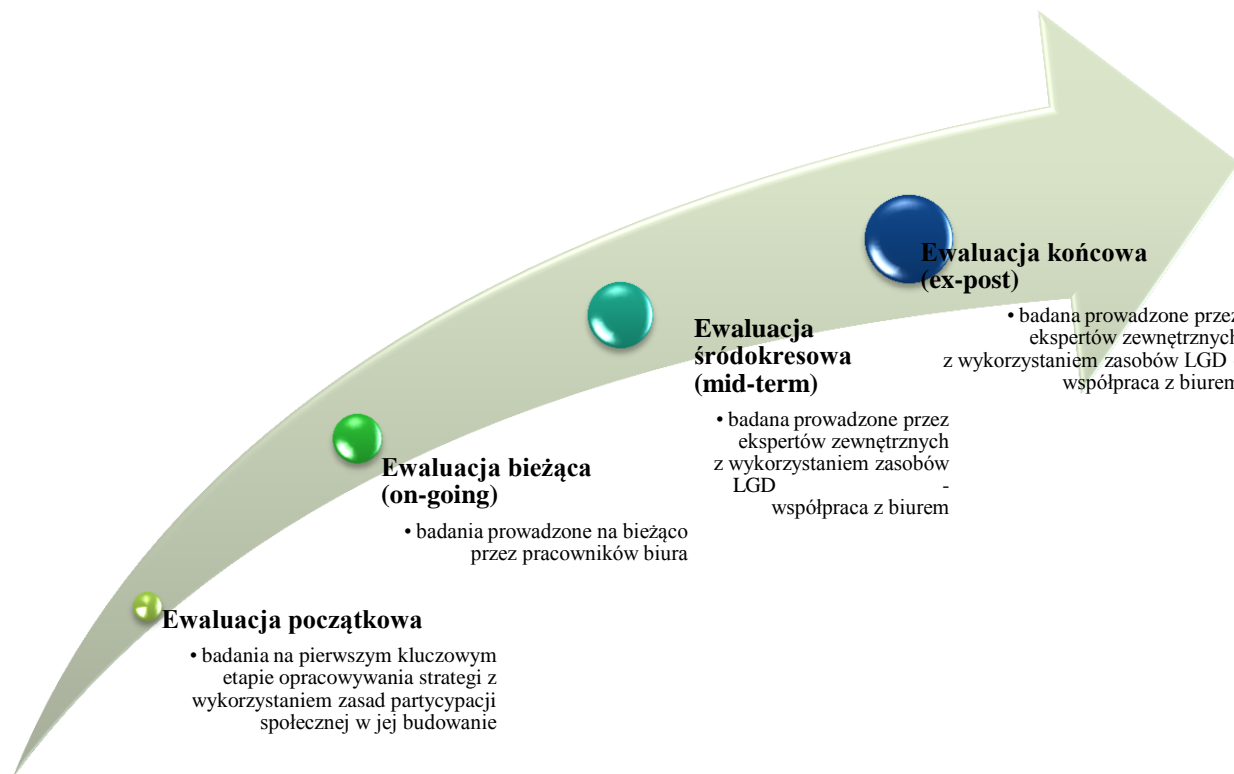 Ewaluacja początkowa
• badania na pierwszym kluczowym
etapie opracowywania strategi z
wykorzystaniem zasad partycypacji
społecznej w jej budowanie
Ewaluacja bieżąca
(on-going)
• badania prowadzone na bieżąco
przez pracowników biura
Ewaluacja
śródokresowa
(mid-term)
• badana prowadzone przez
ekspertów zewnętrznych
z wykorzystaniem zasobów
LGD -
współpraca z biurem
Ewaluacja końcowa
(ex-post)
• badana prowadzone przez
ekspertów zewnętrznych
z wykorzystaniem zasobów LGD -
współpraca z biurem